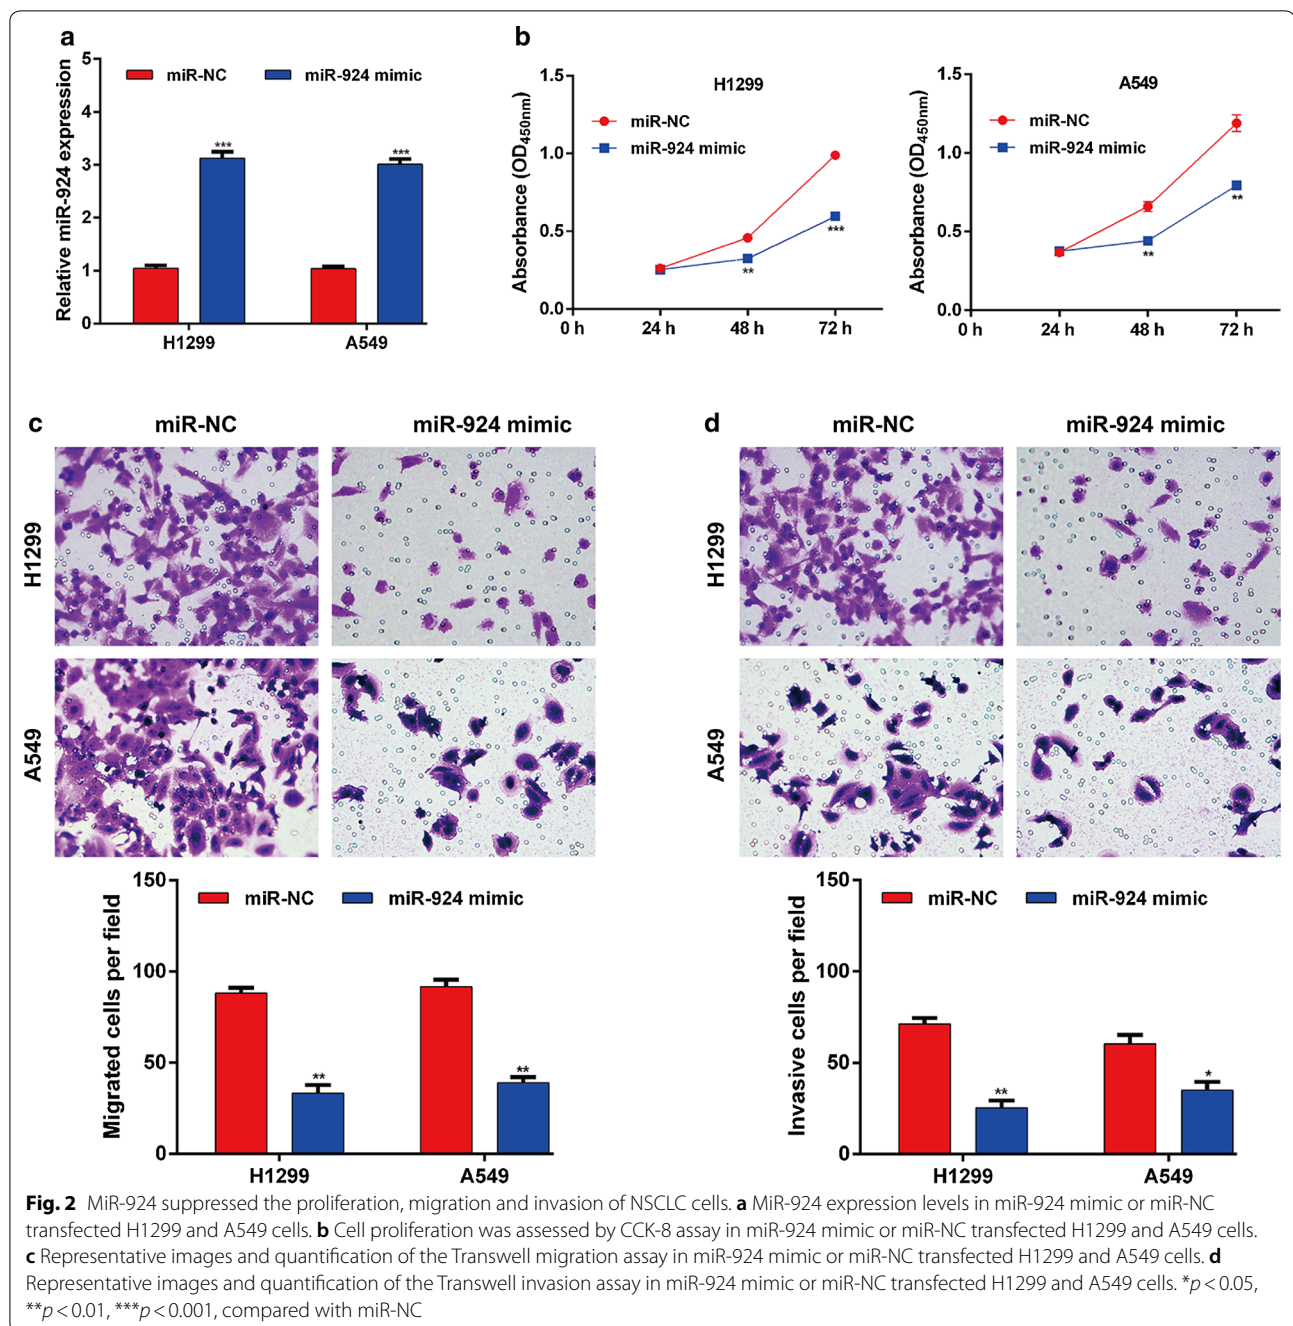 a
5
4
3
2
1
0
Relative miR-924 expression
miR-NC
miR-924 mimic
***
***
H1299
A549
b
1.5
1.0
0.5
0.0
Absorbance (OD450nm)
H1299
miR-NC
miR-924 mimic
**
***
0 h
24 h
48 h
72 h
1.5
1.0
0.5
0.0
Absorbance (OD450nm)
A549
miR-NC
miR-924 mimic
**
**
0 h
24 h
48 h
72 h
c
miR-NC
miR-924 mimic
H1299
A549
150
100
50
0
Migrated cells per field
miR-NC
miR-924 mimic
**
**
H1299
A549
d
miR-NC
miR-924 mimic
H1299
A549
150
100
50
0
Invasive cells per field
miR-NC
miR-924 mimic
**
*
H1299
A549
Fig. 2 MiR-924 suppressed the proliferation, migration and invasion of NSCLC cells. a MiR-924 expression levels in miR-924 mimic or miR-NC
transfected H1299 and A549 cells. b Cell proliferation was assessed by CCK-8 assay in miR-924 mimic or miR-NC transfected H1299 and A549 cells.
c Representative images and quantification of the Transwell migration assay in miR-924 mimic or miR-NC transfected H1299 and A549 cells. d
Representative images and quantification of the Transwell invasion assay in miR-924 mimic or miR-NC transfected H1299 and A549 cells. *p < 0.05,
**p < 0.01, ***p < 0.001, compared with miR-NC